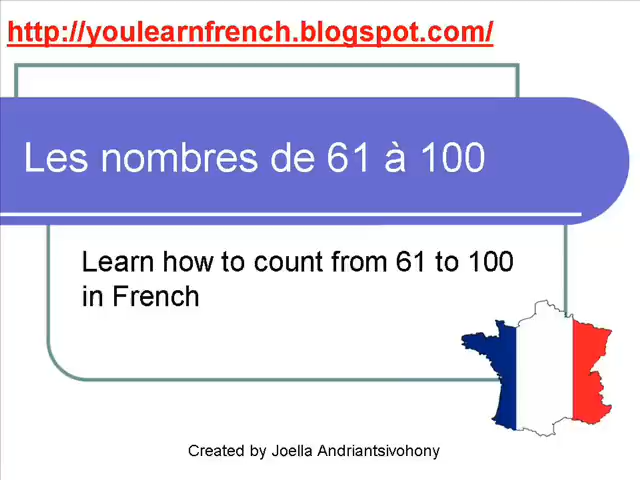 http://youlearnfrench.blogspot.com/
Les nombres de 61 à 100
Learn how to count from 61 to 100
in French
Created by Joella Andriantsivohony